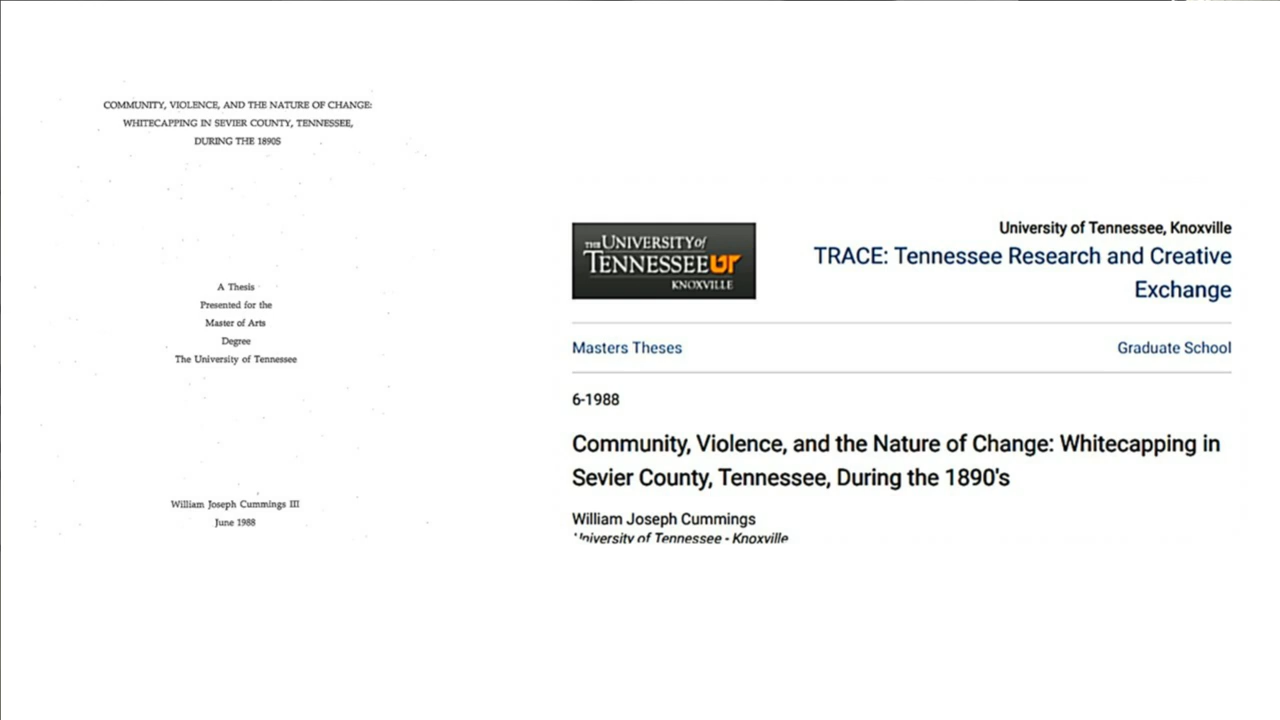 COMMUNITY, VIOLENCE, AND THE NATURE OF CHANGE:
WHITECAPPING IN SEVIER COUNTY, TENNESSEE,
DURING THE 1890S
A Thesis
Presented for the
Master of Arts
Degree
The University of Tennessee
William Joseph Cummings III
June 1988
THE UNIVERSITY of
TENNESSEE UT
KNOXVILLE
University of Tennessee, Knoxville
TRACE: Tennessee Research and Creative
Exchange
Masters Theses
Graduate School
6-1988
Community, Violence, and the Nature of Change: Whitecapping in
Sevier County, Tennessee, During the 1890's
William Joseph Cummings
University of Tennessee - Knoxville